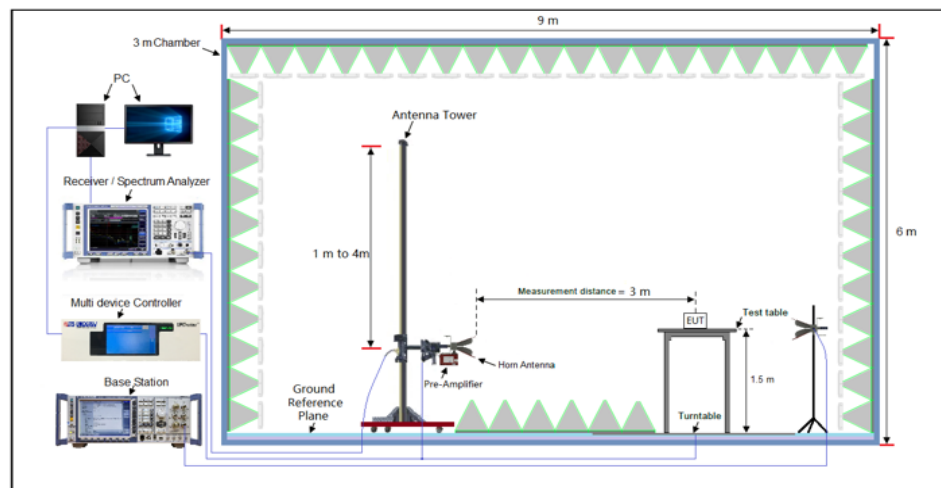 9 m
3 m Chamber
PC
Antenna Tower
Receiver / Spectrum Analyzer
1 m to 4m
6 m
Measurement distance = 3 m
Multi device Controller
EUT
Test table
Horn Antenna
Pre-Amplifier
1.5 m
Base Station
Ground
Reference
Plane
Turntable